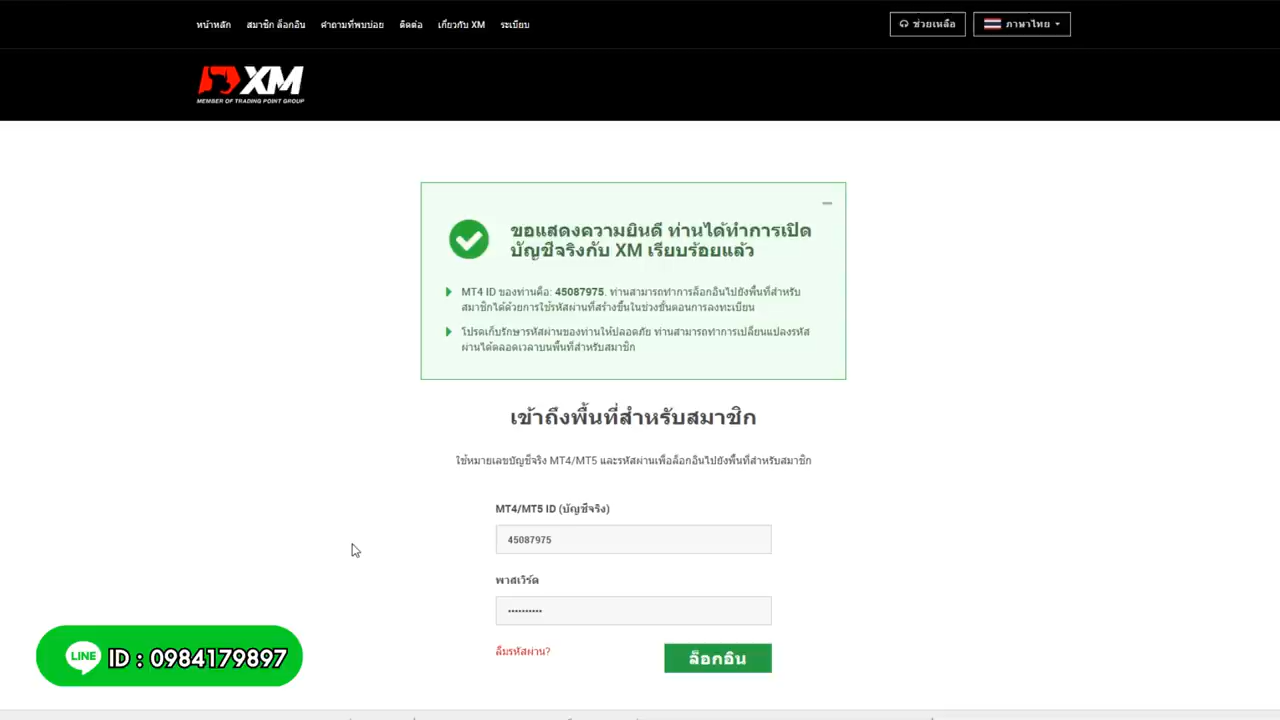 หน้าหลัก สมาชิก ล็อกอิน คำถามที่พบบ่อย ติดต่อ เกี่ยวกับ XM ระเบียบ
ช่วยเหลือ ภาษาไทย
XM
MEMBER OF TRADING POINT GROUP
ขอแสดงความยินดี ท่านได้ทำการเปิด
บัญชีจริงกับ XM เรียบร้อยแล้ว
MT4 ID ของท่านคือ: 45087975. ท่านสามารถทำการล็อกอินไปยังพื้นที่สำหรับ
สมาชิกได้ด้วยการใช้รหัสผ่านที่สร้างขึ้นในช่วงขั้นตอนการลงทะเบียน
โปรดเก็บรักษารหัสผ่านของท่านให้ปลอดภัย ท่านสามารถทำการเปลี่ยนแปลงรหัส
ผ่านได้ตลอดเวลาบนพื้นที่สำหรับสมาชิก
เข้าถึงพื้นที่สำหรับสมาชิก
ใช้หมายเลขบัญชีจริง MT4/MT5 และรหัสผ่านเพื่อล็อกอินไปยังพื้นที่สำหรับสมาชิก
MT4/MT5 ID (บัญชีจริง)
45087975
พาสเวิร์ด
••••••••••
ลืมรหัสผ่าน?
ล็อกอิน
LINE ID : 0984179897